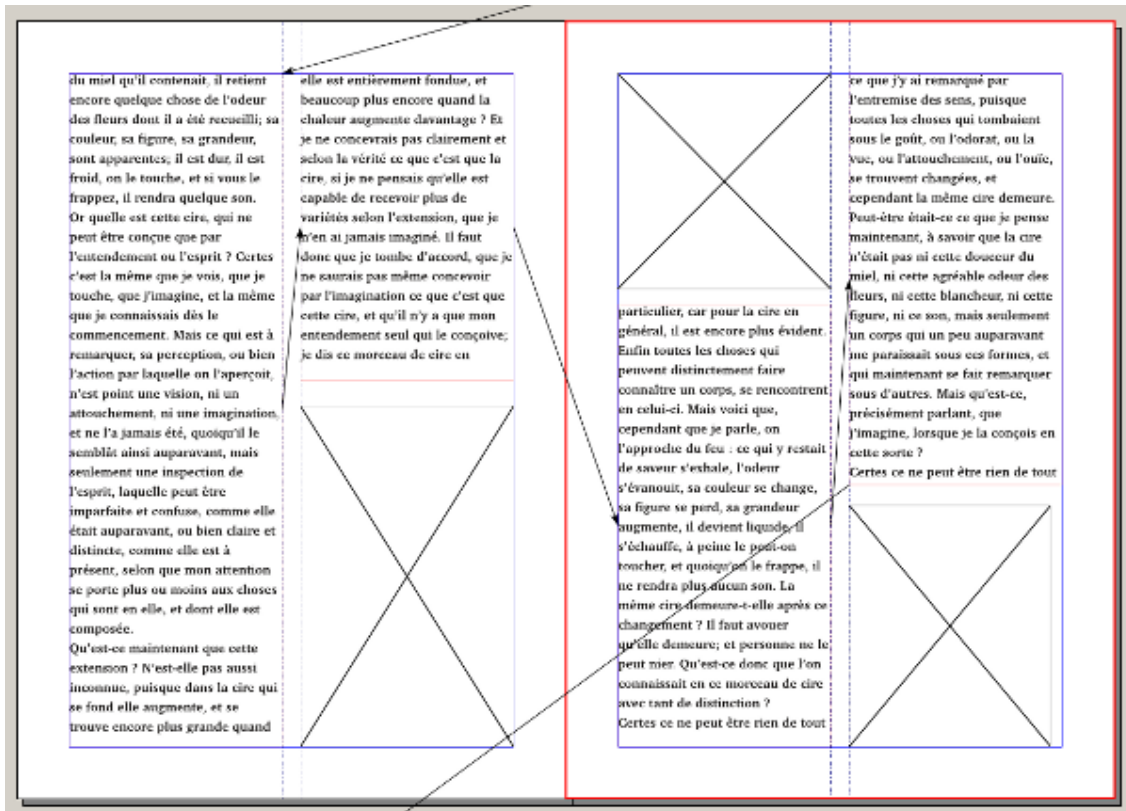 du miel qu'il contenait, il retient
encore quelque chose de l'odeur
des fleurs dont il a été recueilli; sa
couleur, sa figure, sa grandeur,
sont apparentes; il est dur, il est
froid, on le touche, et si vous le
frappez, il rendra quelque son.
Or quelle est cette cire, qui ne
peut être conçue que par
l'entendement ou l'esprit ? Certes
c'est la même que je vois, que je
touche, que j'imagine, et la même
que je connaissais dès le
commencement. Mais ce qui est à
remarquer, sa perception, ou bien
l'action par laquelle on l'aperçoit,
n'est point une vision, ni un
attouchement, ni une imagination,
et ne l'a jamais été, quoiqu'il le
semblât ainsi auparavant, mais
seulement une inspection de
l'esprit, laquelle peut être
imparfaite et confuse, comme elle
était auparavant, ou bien claire et
distincte, comme elle est à
présent, selon que mon attention
se porte plus ou moins aux choses
qui sont en elle, et dont elle est
composée.
Qu'est-ce maintenant que cette
extension ? N'est-elle pas aussi
inconnue, puisque dans la cire qui
se fond elle augmente, et se
trouve encore plus grande quand
elle est entièrement fondue, et
beaucoup plus encore quand la
chaleur augmente davantage ? Et
je ne concevrais pas clairement et
selon la vérité ce que c'est que la
cire, si je ne pensais qu'elle est
capable de recevoir plus de
variétés selon l'extension, que je
n'en ai jamais imaginé. Il faut
donc que je tombe d'accord, que je
ne saurais pas même concevoir
par l'imagination ce que c'est que
cette cire, et qu'il n'y a que mon
entendement seul qui le conçoive;
je dis ce morceau de cire en
particulier, car pour la cire en
général, il est encore plus évident.
Enfin toutes les choses qui
peuvent distinctement faire
connaître un corps, se rencontrent
en celui-ci. Mais voici que,
cependant que je parle, on
l'approche du feu : ce qui y restait
de saveur s'exhale, l'odeur
s'évanouit, sa couleur se change,
sa figure se perd, sa grandeur
augmente, il devient liquide, il
s'échauffe, à peine le peut-on
toucher, et quoiqu'on le frappe, il
ne rendra plus aucun son. La
même cire demeure-t-elle après ce
changement ? Il faut avouer
qu'elle demeure; et personne ne le
peut nier. Qu'est-ce donc que l'on
connaissait en ce morceau de cire
avec tant de distinction ?
Certes ce ne peut être rien de tout
ce que j'y ai remarqué par
l'entremise des sens, puisque
toutes les choses qui tombaient
sous le goût, ou l'odorat, ou la
vue, ou l'attouchement, ou l'ouïe,
se trouvent changées, et
cependant la même cire demeure.
Peut-être était-ce ce que je pense
maintenant, à savoir que la cire
n'était pas ni cette douceur du
miel, ni cette agréable odeur des
fleurs, ni cette blancheur, ni cette
figure, ni ce son, mais seulement
un corps qui un peu auparavant
me paraissait sous ces formes, et
qui maintenant se fait remarquer
sous d'autres. Mais qu'est-ce,
précisément parlant, que
j'imagine, lorsque je la conçois en
cette sorte ?
Certes ce ne peut être rien de tout